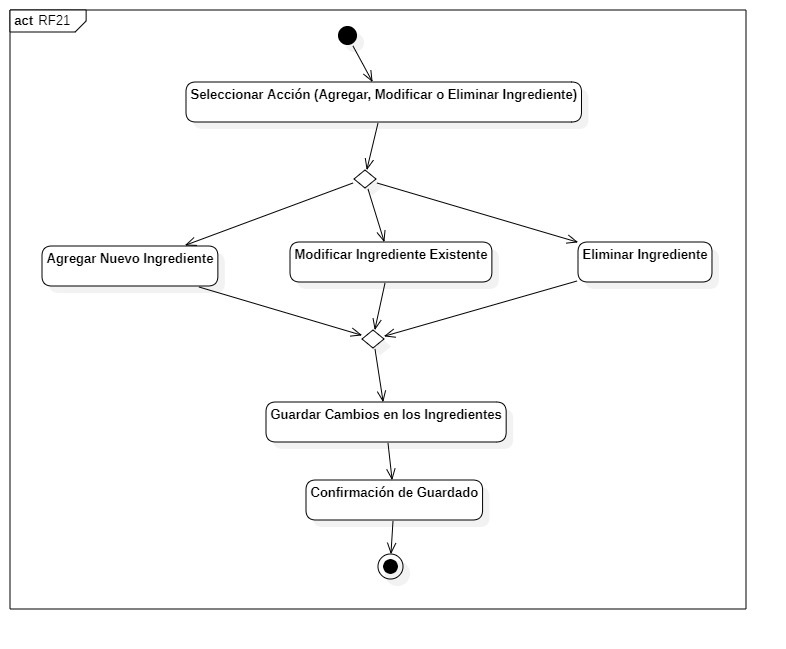 act RF21
Seleccionar Acción (Agregar, Modificar o Eliminar Ingrediente)
Agregar Nuevo Ingrediente
Modificar Ingrediente Existente
Eliminar Ingrediente
Guardar Cambios en los Ingredientes
Confirmación de Guardado